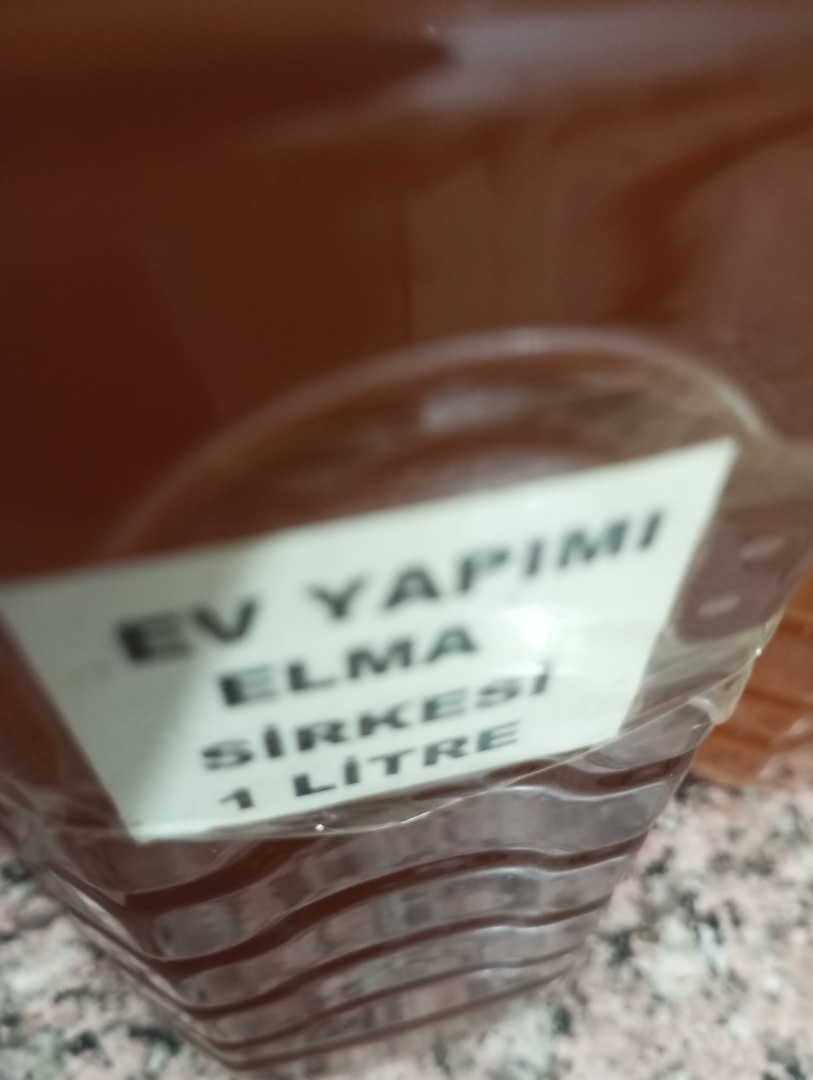 EV YAPIMI
ELMA
SİRKESİ
1 LİTRE